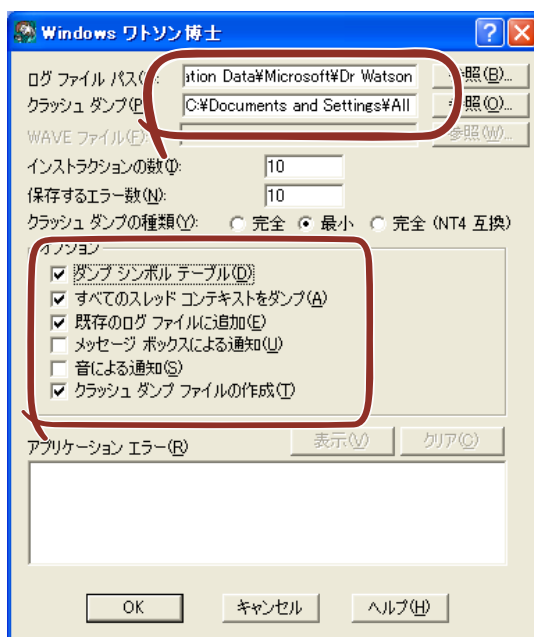 Windows ワトソン博士
ログ ファイル パス( : ation Data¥Microsoft¥Dr Watson 参照(B)...
クラッシュ ダンプ(P C:¥Documents and Settings¥All 参照(O)...
WAVE ファイル(F): 参照(W)...
インストラクションの数(I): 10
保存するエラー数(N): 10
クラッシュ ダンプの種類(Y): 完全 最小 完全 (NT4 互換)
オプション
ダンプ シンボル テーブル(D)
すべてのスレッド コンテキストをダンプ(A)
既存のログ ファイルに追加(E)
メッセージ ボックスによる通知(U)
音による通知(S)
クラッシュ ダンプ ファイルの作成(T)
アプリケーション エラー(R) 表示(V) クリア(C)
OK キャンセル ヘルプ(H)